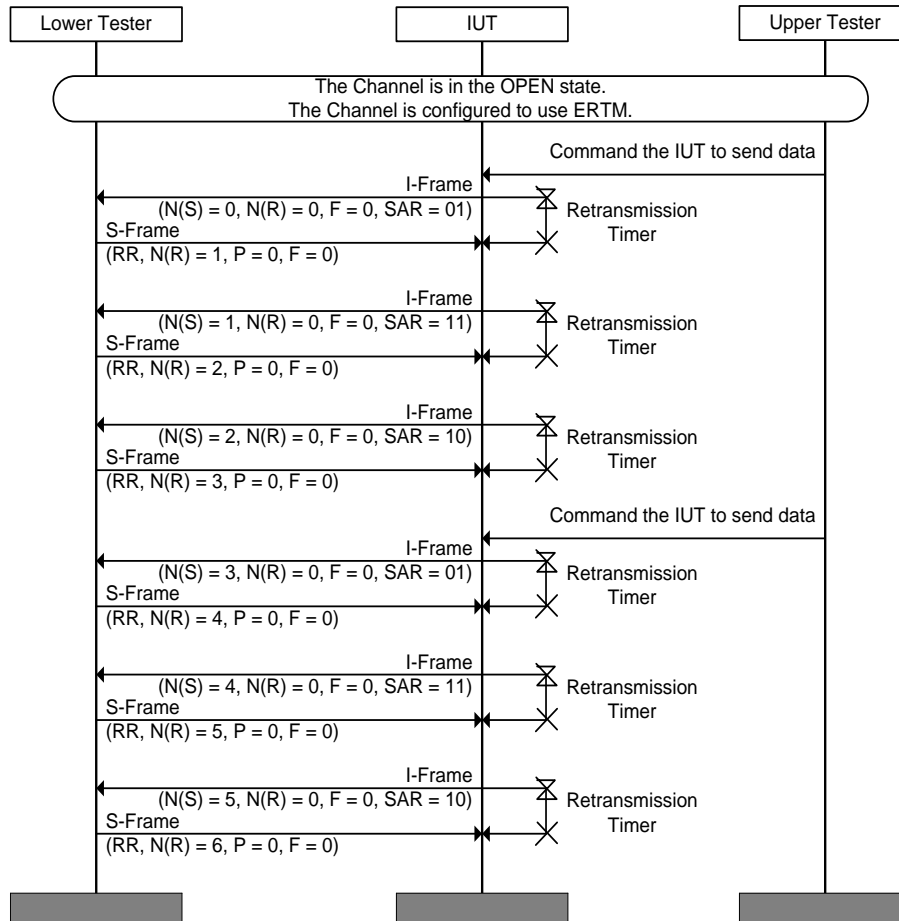 Lower Tester
IUT
Upper Tester
The Channel is in the OPEN state.
The Channel is configured to use ERTM.
Command the IUT to send data
I-Frame
(N(S) = 0, N(R) = 0, F = 0, SAR = 01)
Retransmission
Timer
S-Frame
(RR, N(R) = 1, P = 0, F = 0)
I-Frame
(N(S) = 1, N(R) = 0, F = 0, SAR = 11)
Retransmission
Timer
S-Frame
(RR, N(R) = 2, P = 0, F = 0)
I-Frame
(N(S) = 2, N(R) = 0, F = 0, SAR = 10)
Retransmission
Timer
S-Frame
(RR, N(R) = 3, P = 0, F = 0)
Command the IUT to send data
I-Frame
(N(S) = 3, N(R) = 0, F = 0, SAR = 01)
Retransmission
Timer
S-Frame
(RR, N(R) = 4, P = 0, F = 0)
I-Frame
(N(S) = 4, N(R) = 0, F = 0, SAR = 11)
Retransmission
Timer
S-Frame
(RR, N(R) = 5, P = 0, F = 0)
I-Frame
(N(S) = 5, N(R) = 0, F = 0, SAR = 10)
Retransmission
Timer
S-Frame
(RR, N(R) = 6, P = 0, F = 0)